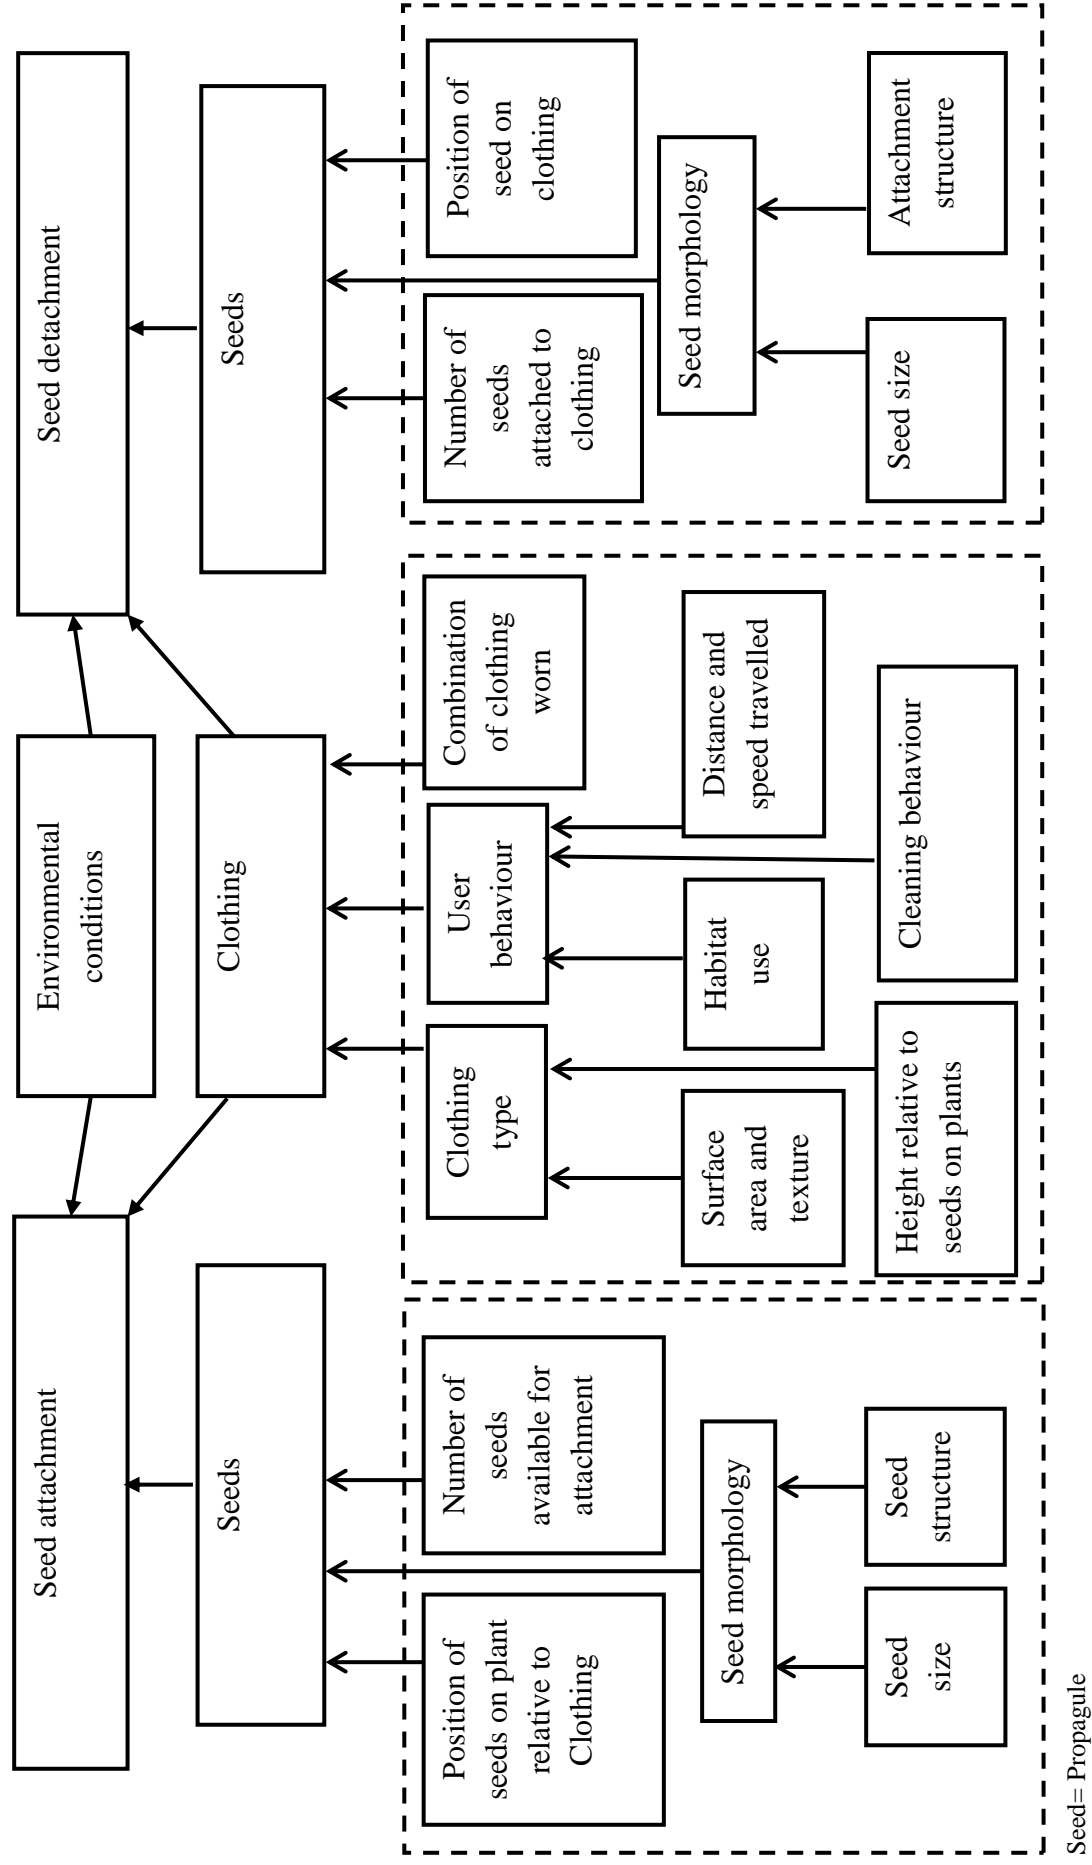 Seed attachment
Environmental
conditions
Seed detachment
Seeds
Clothing
Seeds
Position of
seeds on plant
relative to
Clothing
Number of
seeds
available for
attachment
Clothing
type
User
behaviour
Combination
of clothing
worn
Number of
seeds
attached to
clothing
Position of
seed on
clothing
Seed morphology
Surface
area and
texture
Habitat
use
Distance and
speed travelled
Seed morphology
Seed
size
Seed
structure
Height relative to
seeds on plants
Cleaning behaviour
Seed size
Attachment
structure
Seed= Propagule